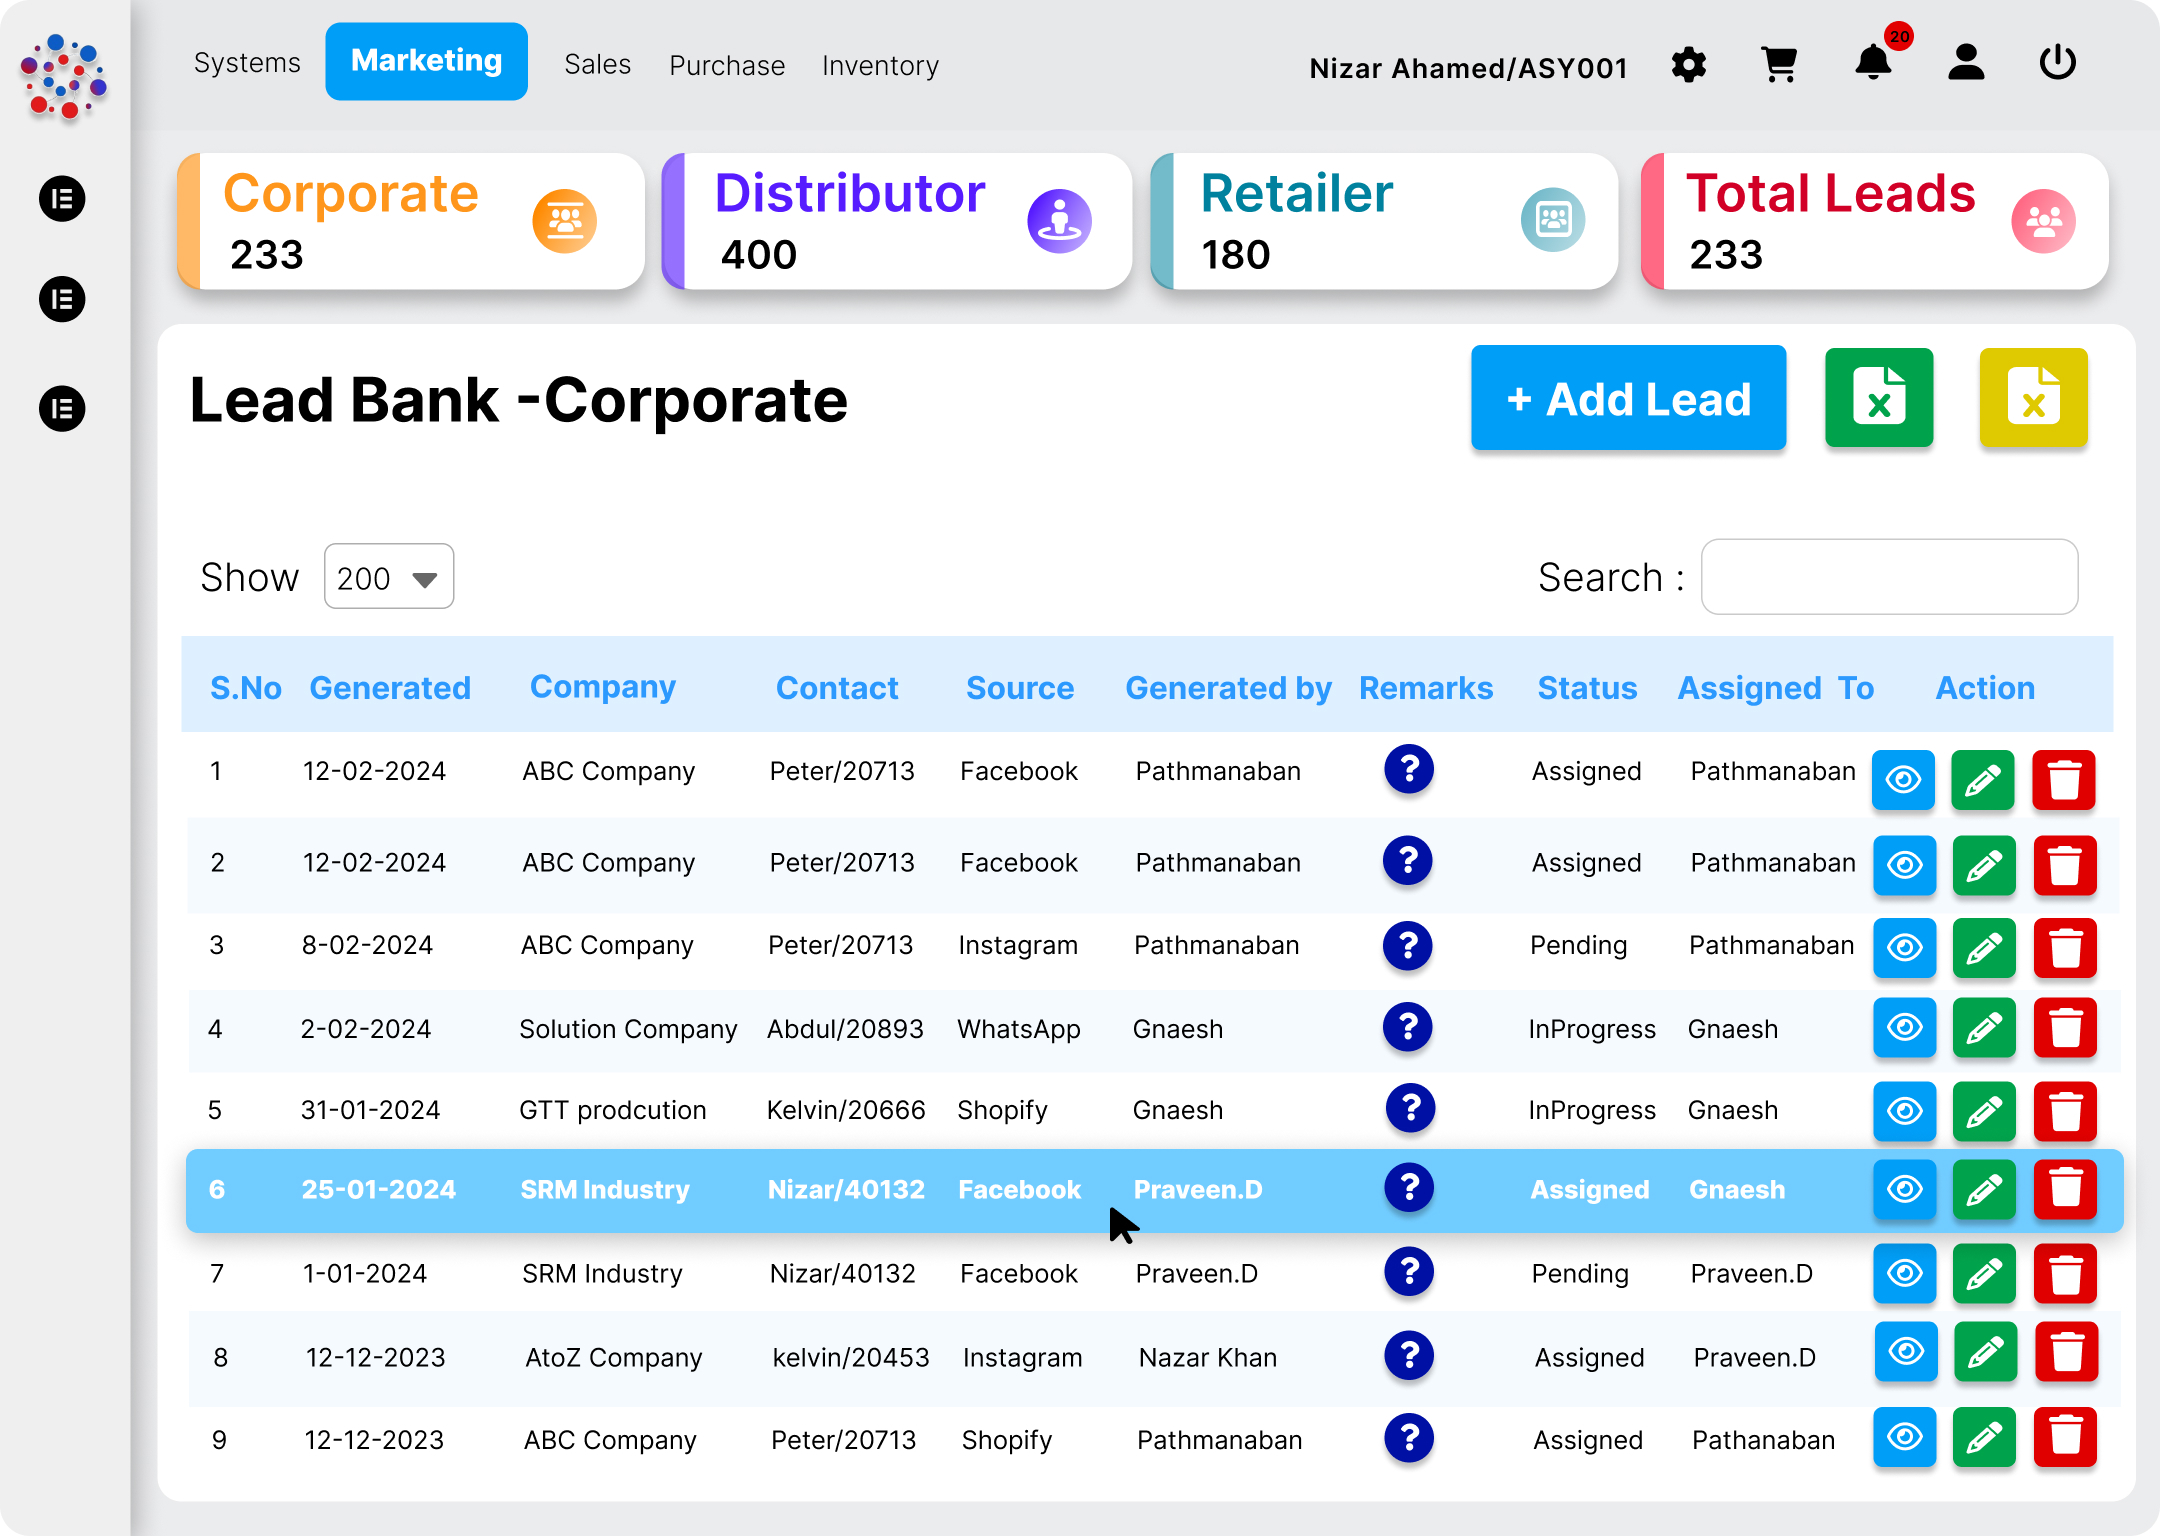 Systems Marketing Sales Purchase Inventory Nizar Ahamed/ASY001 20
Corporate Distributor Retailer Total Leads
233 400 180 233
Lead Bank -Corporate + Add Lead
Show 200 Search :
S.No Generated Company Contact Source Generated by Remarks Status Assigned To Action
1 12-02-2024 ABC Company Peter/20713 Facebook Pathmanaban ? Assigned Pathmanaban
2 12-02-2024 ABC Company Peter/20713 Facebook Pathmanaban ? Assigned Pathmanaban
3 8-02-2024 ABC Company Peter/20713 Instagram Pathmanaban ? Pending Pathmanaban
4 2-02-2024 Solution Company Abdul/20893 WhatsApp Gnaesh ? InProgress Gnaesh
5 31-01-2024 GTT prodcution Kelvin/20666 Shopify Gnaesh ? InProgress Gnaesh
6 25-01-2024 SRM Industry Nizar/40132 Facebook Praveen.D ? Assigned Gnaesh
7 1-01-2024 SRM Industry Nizar/40132 Facebook Praveen.D ? Pending Praveen.D
8 12-12-2023 AtoZ Company kelvin/20453 Instagram Nazar Khan ? Assigned Praveen.D
9 12-12-2023 ABC Company Peter/20713 Shopify Pathmanaban ? Assigned Pathanaban